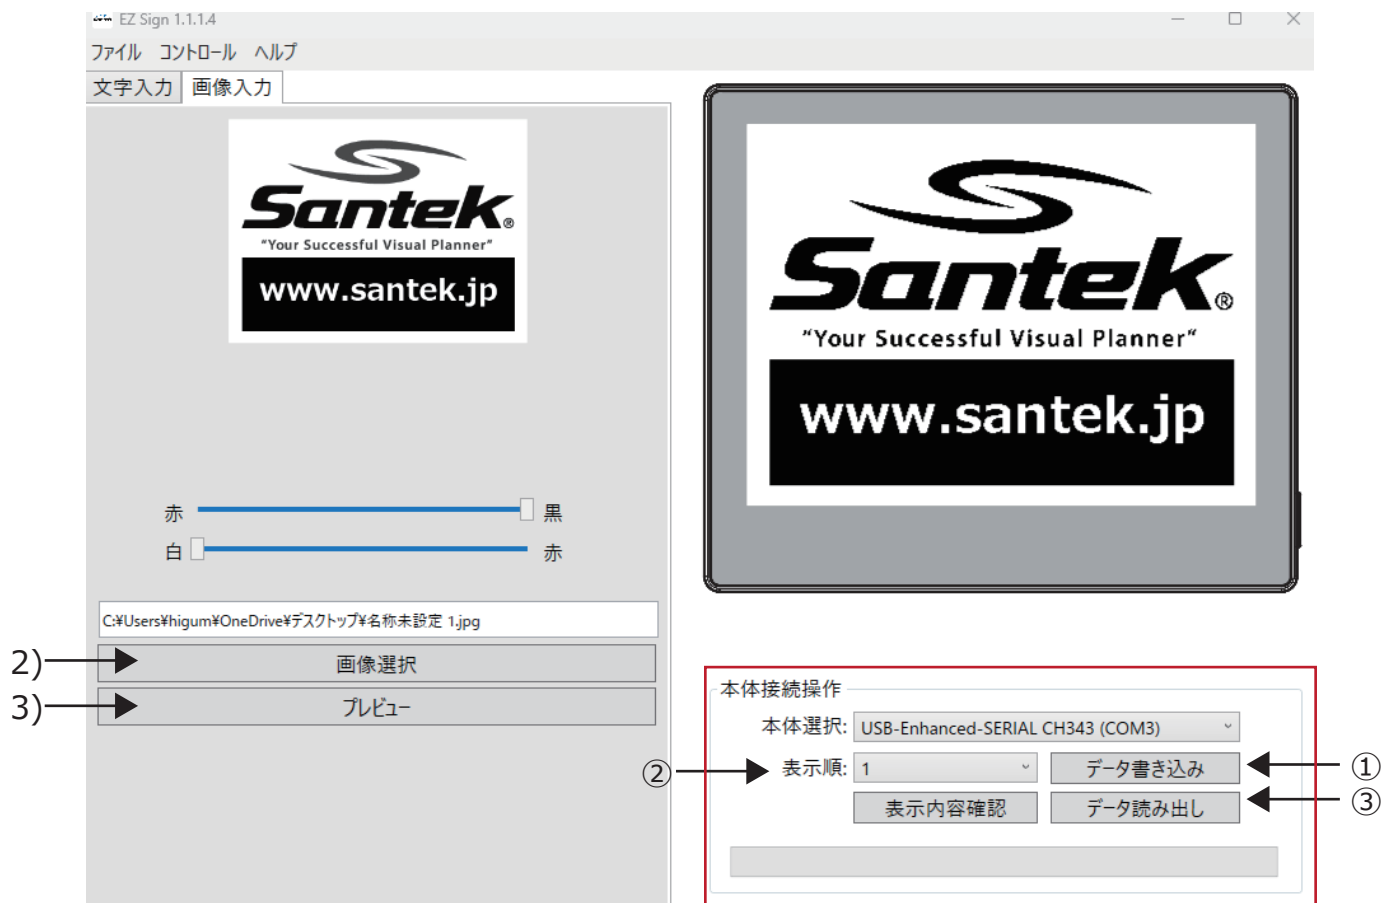 EZ Sign 1.1.1.4
ファイル コントロール ヘルプ
文字入力 画像入力
Santek®
"Your Successful Visual Planner"
www.santek.jp
赤 黒
白 赤
C:¥Users¥higum¥OneDrive¥デスクトップ¥名称未設定 1.jpg
2) 画像選択
3) プレビュー
Santek®
"Your Successful Visual Planner"
www.santek.jp
本体接続操作
本体選択: USB-Enhanced-SERIAL CH343 (COM3)
② 表示順: 1 データ書き込み ①
表示内容確認 データ読み出し ③